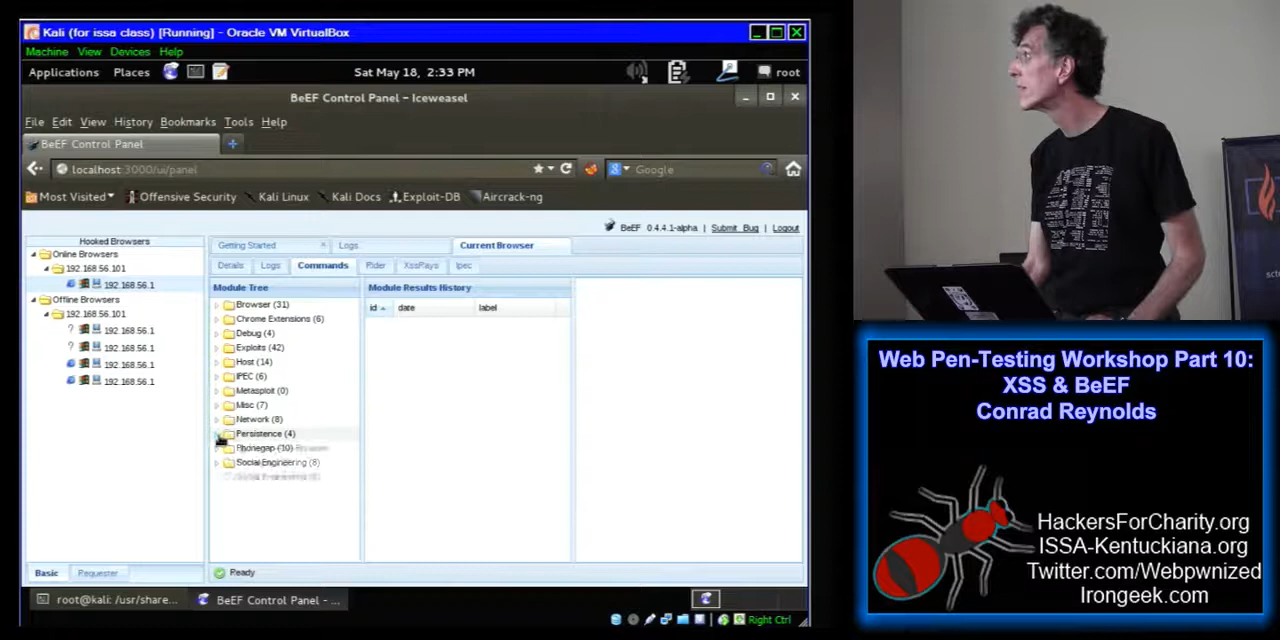 Kali (for issa class) [Running] - Oracle VM VirtualBox
Machine View Devices Help
Applications Places Sat May 18, 2:33 PM root
BeEF Control Panel - Iceweasel
File Edit View History Bookmarks Tools Help
BeEF Control Panel
localhost:3000/ui/panel Google
Most Visited Offensive Security Kali Linux Kali Docs Exploit-DB Aircrack-ng
BeEF 0.4.4.1-alpha | Submit Bug | Logout
Hooked Browsers
Online Browsers
192.168.56.101
192.168.56.1
Offline Browsers
192.168.56.101
? 192.168.56.1
? 192.168.56.1
192.168.56.1
192.168.56.1
Basic Requester
Getting Started Logs Current Browser
Details Logs Commands Rider XssRays Ipec
Module Tree
Browser (31)
Chrome Extensions (6)
Debug (4)
Exploits (42)
Host (14)
IPEC (6)
Metasploit (0)
Misc (7)
Network (8)
Persistence (4)
Phonegap (10)
Social Engineering (8)
Module Results History
id date label
Ready
root@kali: /usr/share...
BeEF Control Panel - ...
Right Ctrl
Web Pen-Testing Workshop Part 10:
XSS & BeEF
Conrad Reynolds
HackersForCharity.org
ISSA-Kentuckiana.org
Twitter.com/Webpwnized
Irongeek.com